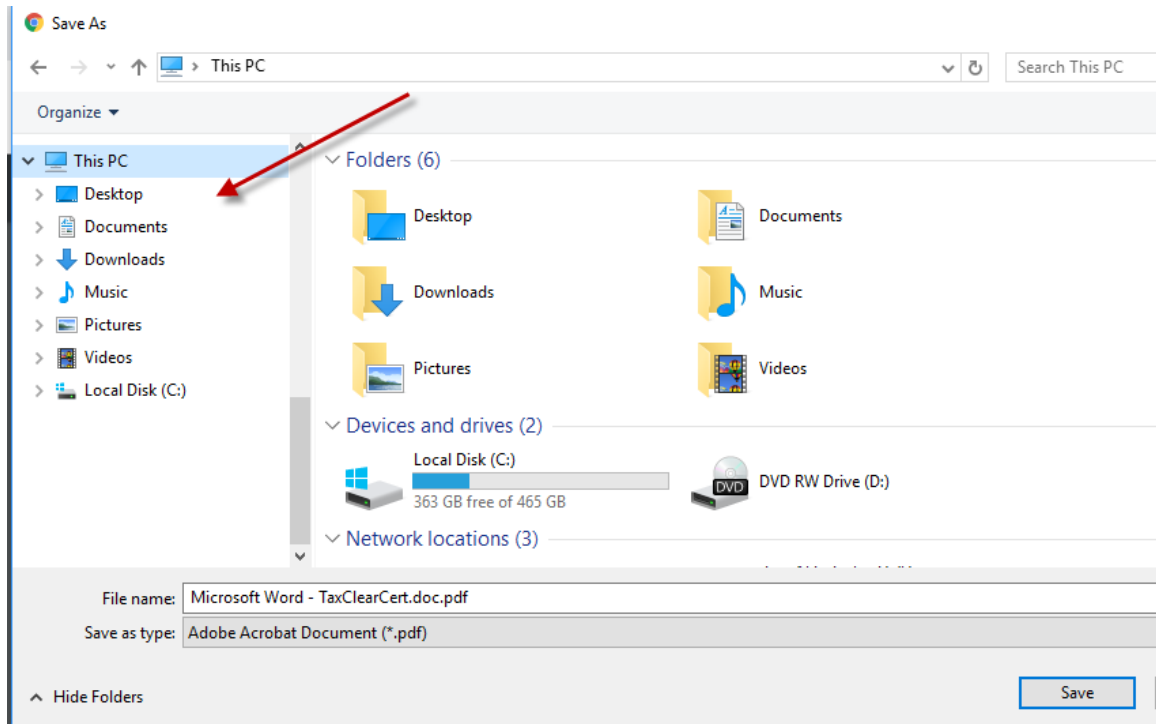 Save As
This PC
Search This PC
Organize
This PC
Desktop
Documents
Downloads
Music
Pictures
Videos
Local Disk (C:)
Folders (6)
Desktop
Documents
Downloads
Music
Pictures
Videos
Devices and drives (2)
Local Disk (C:)
363 GB free of 465 GB
DVD
DVD RW Drive (D:)
Network locations (3)
File name: Microsoft Word - TaxClearCert.doc.pdf
Save as type: Adobe Acrobat Document (*.pdf)
Hide Folders
Save